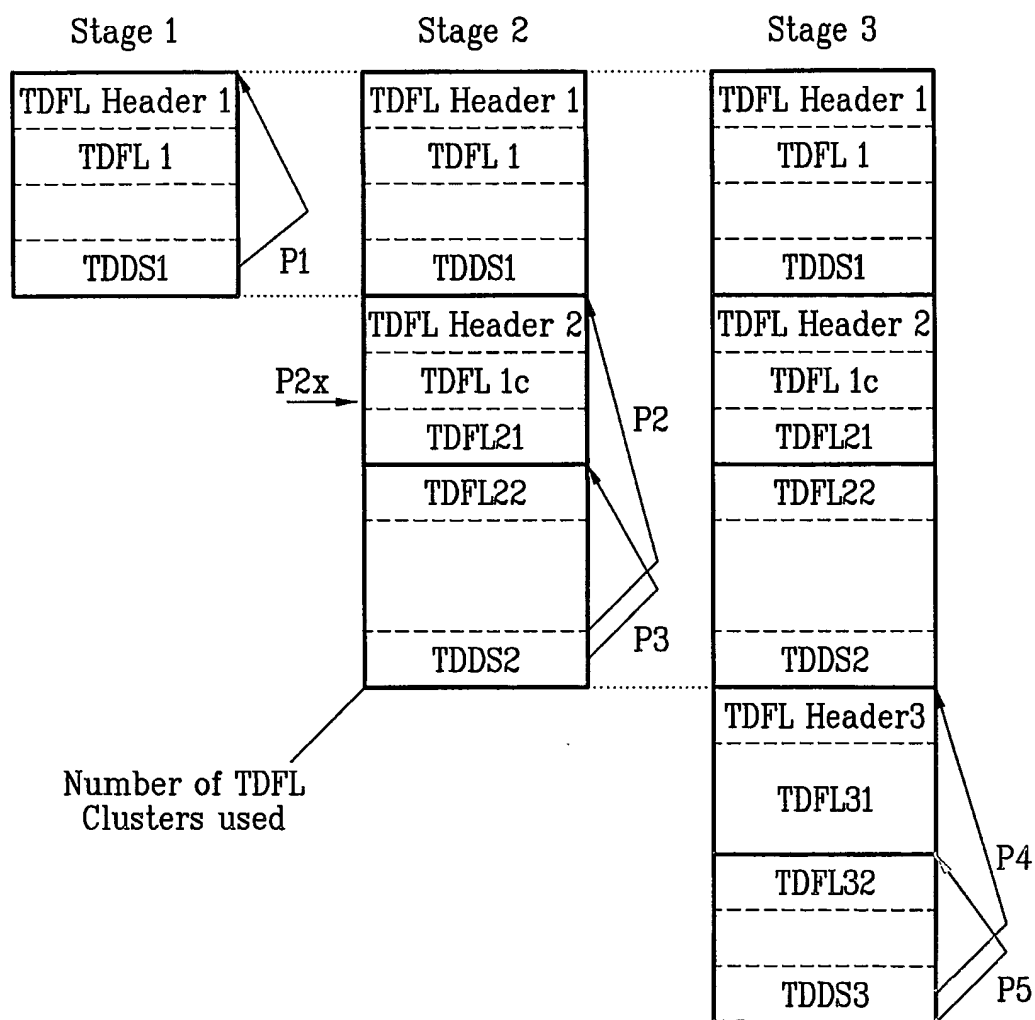 Stage 1
Stage 2
Stage 3
TDFL Header 1
TDFL 1
TDDS1
P1
TDFL Header 1
TDFL 1
TDDS1
TDFL Header 2
P2x
TDFL 1c
TDFL21
P2
TDFL22
P3
TDDS2
Number of TDFL
Clusters used
TDFL Header 1
TDFL 1
TDDS1
TDFL Header 2
TDFL 1c
TDFL21
TDFL22
TDDS2
TDFL Header3
TDFL31
P4
TDFL32
P5
TDDS3